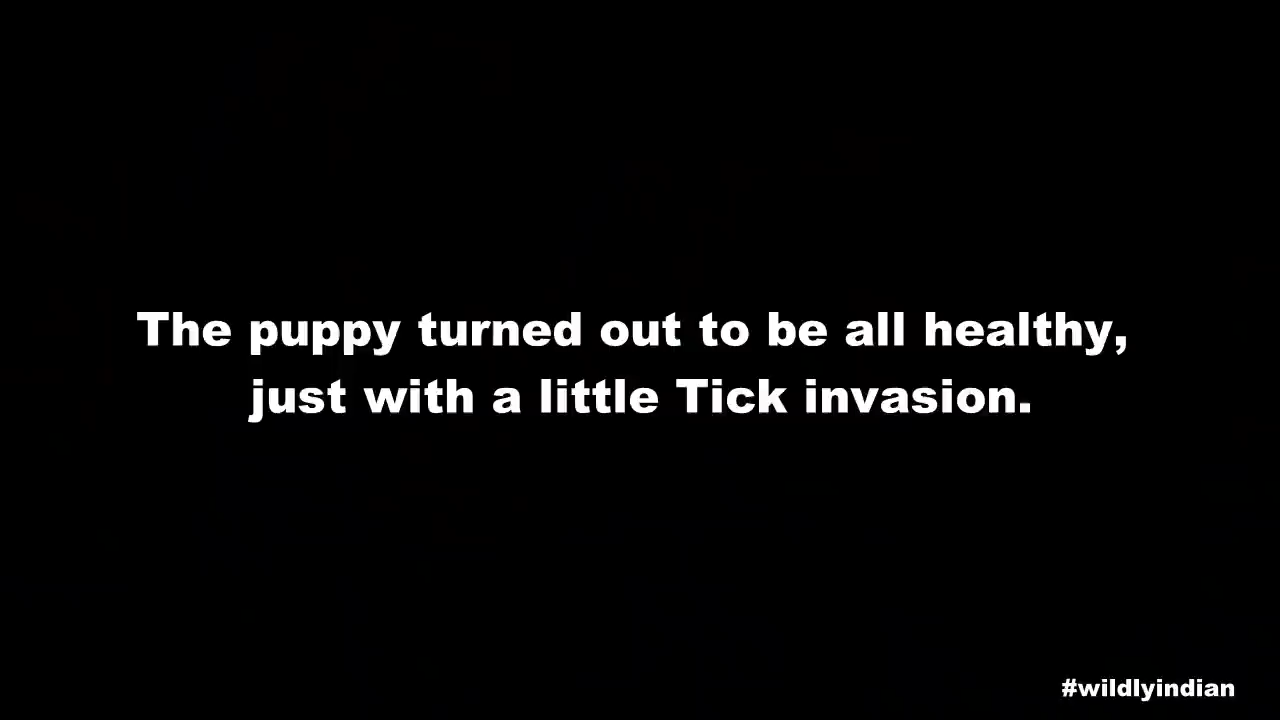 The puppy turned out to be all healthy,
just with a little Tick invasion.
#wildlyindian